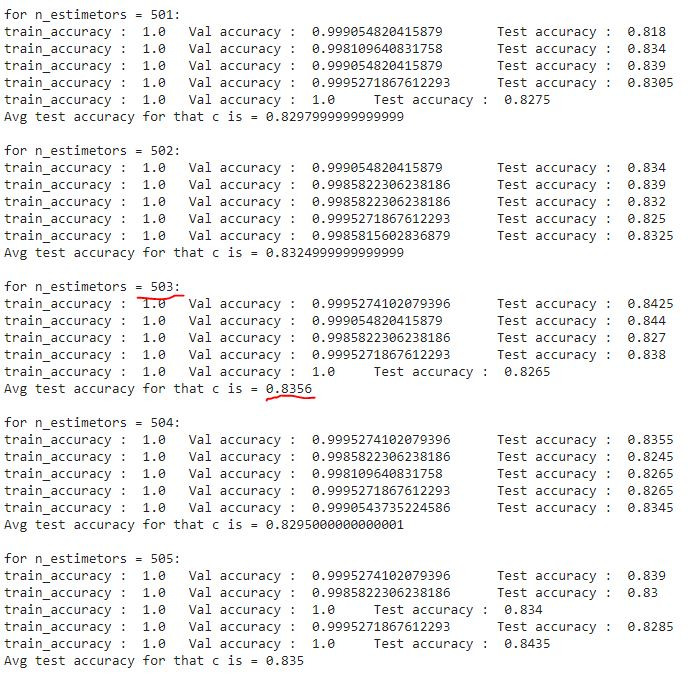 for n_estimetors = 501:
train_accuracy : 1.0 Val accuracy : 0.999054820415879 Test accuracy : 0.818
train_accuracy : 1.0 Val accuracy : 0.998109640831758 Test accuracy : 0.834
train_accuracy : 1.0 Val accuracy : 0.999054820415879 Test accuracy : 0.839
train_accuracy : 1.0 Val accuracy : 0.9995271867612293 Test accuracy : 0.8305
train_accuracy : 1.0 Val accuracy : 1.0 Test accuracy : 0.8275
Avg test accuracy for that c is = 0.8297999999999999
for n_estimetors = 502:
train_accuracy : 1.0 Val accuracy : 0.999054820415879 Test accuracy : 0.834
train_accuracy : 1.0 Val accuracy : 0.9985822306238186 Test accuracy : 0.839
train_accuracy : 1.0 Val accuracy : 0.9985822306238186 Test accuracy : 0.832
train_accuracy : 1.0 Val accuracy : 0.9995271867612293 Test accuracy : 0.825
train_accuracy : 1.0 Val accuracy : 0.9985815602836879 Test accuracy : 0.8325
Avg test accuracy for that c is = 0.8324999999999999
for n_estimetors = 503:
train_accuracy : 1.0 Val accuracy : 0.9995274102079396 Test accuracy : 0.8425
train_accuracy : 1.0 Val accuracy : 0.999054820415879 Test accuracy : 0.844
train_accuracy : 1.0 Val accuracy : 0.9985822306238186 Test accuracy : 0.827
train_accuracy : 1.0 Val accuracy : 0.9995271867612293 Test accuracy : 0.838
train_accuracy : 1.0 Val accuracy : 1.0 Test accuracy : 0.8265
Avg test accuracy for that c is = 0.8356
for n_estimetors = 504:
train_accuracy : 1.0 Val accuracy : 0.9995274102079396 Test accuracy : 0.8355
train_accuracy : 1.0 Val accuracy : 0.9985822306238186 Test accuracy : 0.8245
train_accuracy : 1.0 Val accuracy : 0.998109640831758 Test accuracy : 0.8265
train_accuracy : 1.0 Val accuracy : 0.9995271867612293 Test accuracy : 0.8265
train_accuracy : 1.0 Val accuracy : 0.9990543735224586 Test accuracy : 0.8345
Avg test accuracy for that c is = 0.8295000000000001
for n_estimetors = 505:
train_accuracy : 1.0 Val accuracy : 0.9995274102079396 Test accuracy : 0.839
train_accuracy : 1.0 Val accuracy : 0.9985822306238186 Test accuracy : 0.83
train_accuracy : 1.0 Val accuracy : 1.0 Test accuracy : 0.834
train_accuracy : 1.0 Val accuracy : 0.9995271867612293 Test accuracy : 0.8285
train_accuracy : 1.0 Val accuracy : 1.0 Test accuracy : 0.8435
Avg test accuracy for that c is = 0.835